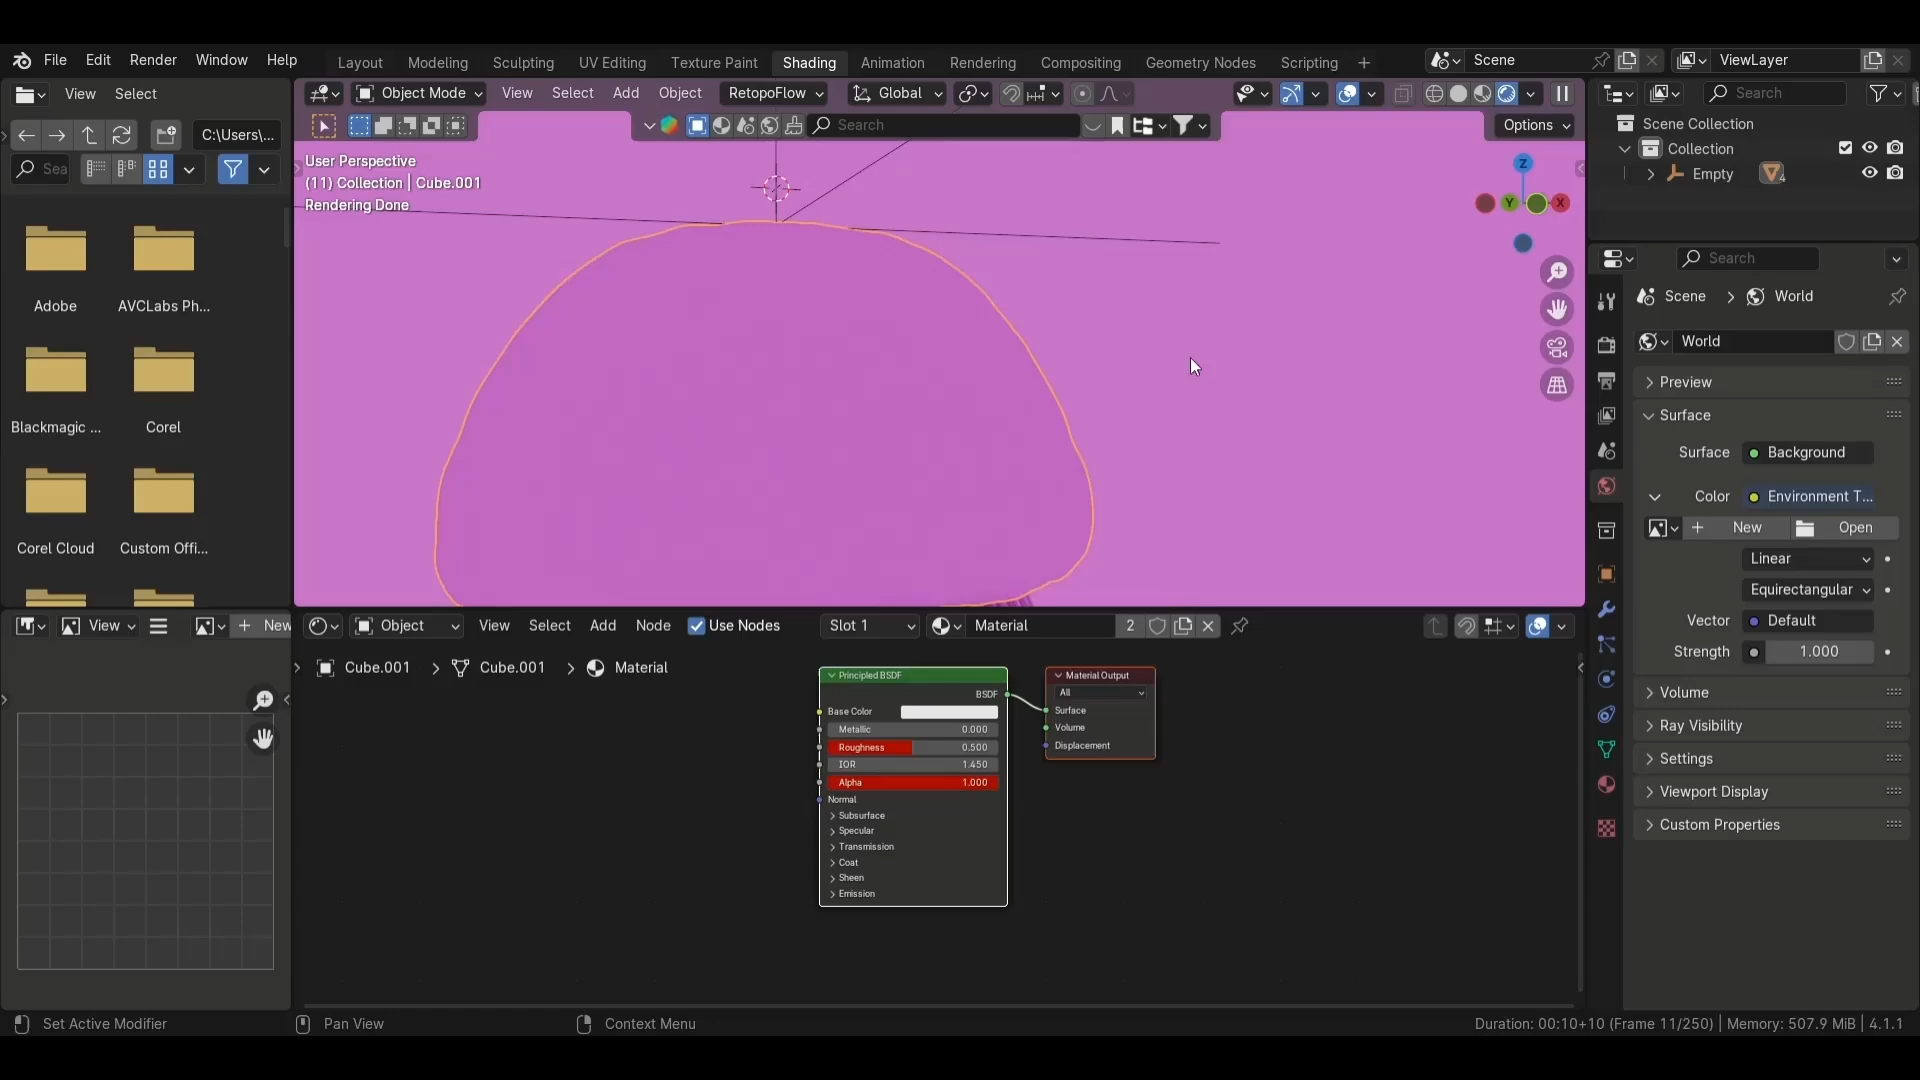 File Edit Render Window Help Layout Modeling Sculpting UV Editing Texture Paint Shading Animation Rendering Compositing Geometry Nodes Scripting + Scene ViewLayer
View Select Object Mode View Select Add Object RetopoFlow Global Search
C:\Users\... Search Options Scene Collection
Collection
Sea
User Perspective
(11) Collection | Cube.001
Rendering Done
Z
Y X
Empty 4
Adobe AVCLabs Ph...
Blackmagic ... Corel
Corel Cloud Custom Offi...
Search
Scene > World
World
Preview
Surface
Surface Background
Color Environment T...
+ New Open
Linear
Equirectangular
Vector Default
Strength 1.000
Volume
Ray Visibility
Settings
Viewport Display
Custom Properties
View + New Object View Select Add Node Use Nodes Slot 1 Material 2
Cube.001 > Cube.001 > Material
Principled BSDF
BSDF
Base Color
Metallic 0.000
Roughness 0.500
IOR 1.450
Alpha 1.000
Normal
Subsurface
Specular
Transmission
Coat
Sheen
Emission
Material Output
All
Surface
Volume
Displacement
Set Active Modifier Pan View Context Menu Duration: 00:10+10 (Frame 11/250) | Memory: 507.9 MiB | 4.1.1